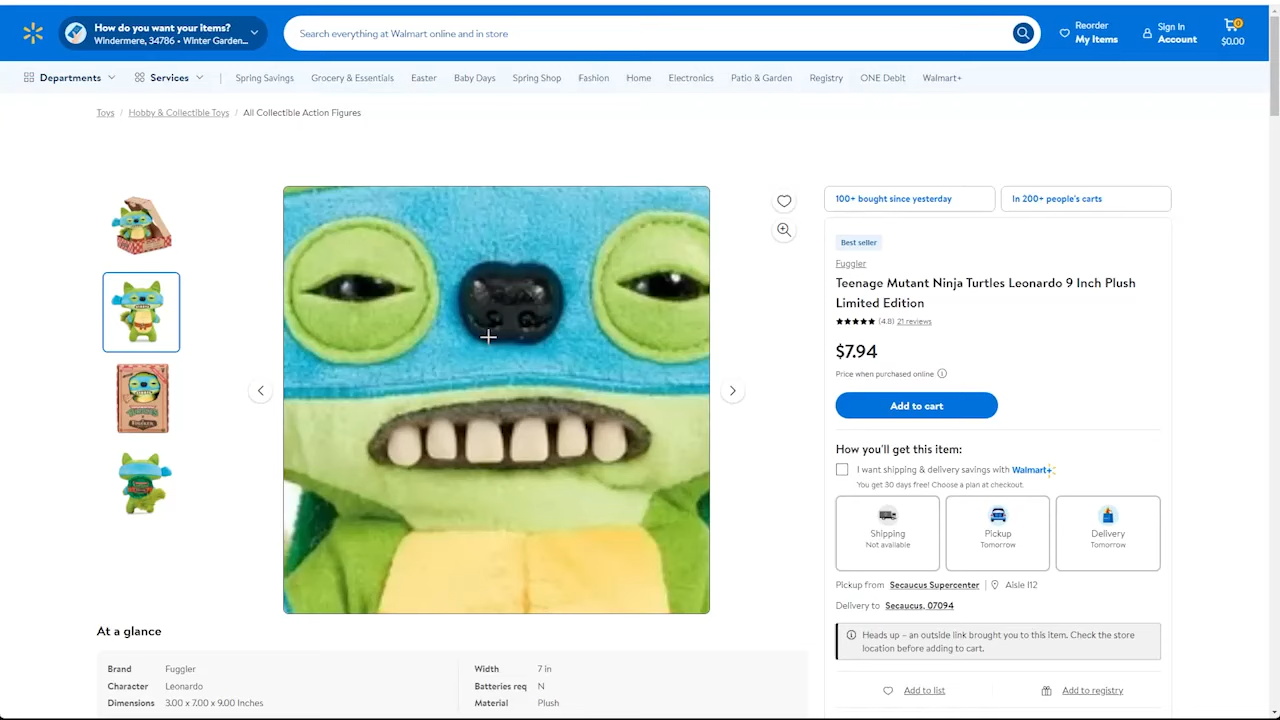 How do you want your items?
Windermere, 34786 • Winter Garden...
Search everything at Walmart online and in store
Reorder
My Items
Sign In
Account
0
$0.00
Departments
Services
Spring Savings
Grocery & Essentials
Easter
Baby Days
Spring Shop
Fashion
Home
Electronics
Patio & Garden
Registry
ONE Debit
Walmart+
Toys / Hobby & Collectible Toys / All Collectible Action Figures
100+ bought since yesterday
In 200+ people's carts
Best seller
Fuggler
Teenage Mutant Ninja Turtles Leonardo 9 Inch Plush
Limited Edition
(4.8) 21 reviews
$7.94
Price when purchased online
Add to cart
How you'll get this item:
I want shipping & delivery savings with Walmart+
You get 30 days free! Choose a plan at checkout.
Shipping
Not available
Pickup
Tomorrow
Delivery
Tomorrow
Pickup from Secaucus Supercenter | Aisle I12
Delivery to Secaucus, 07094
Heads up – an outside link brought you to this item. Check the store
location before adding to cart.
Add to list
Add to registry
At a glance
Brand Fuggler
Character Leonardo
Dimensions 3.00 x 7.00 x 9.00 Inches
Width 7 in
Batteries req N
Material Plush